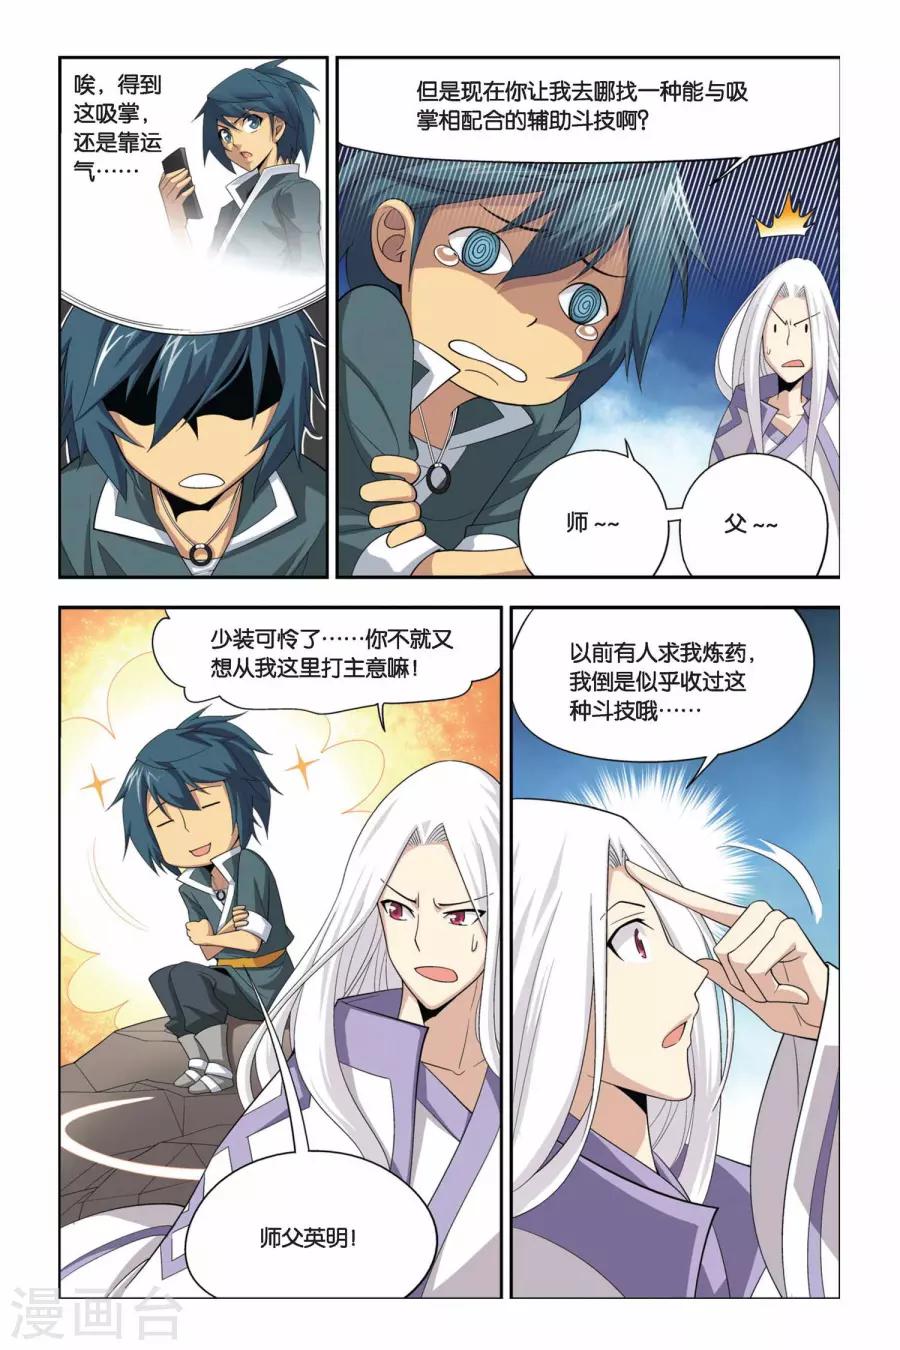 唉，得到
这吸掌，
还是靠运
气……
但是现在你让我去哪找一种能与吸
掌相配合的辅助斗技啊？
师~~
父~~
少装可怜了……你不就又
想从我这里打主意嘛！
师父英明！
以前有人求我炼药，
我倒是似乎收过这
种斗技哦……
漫画台